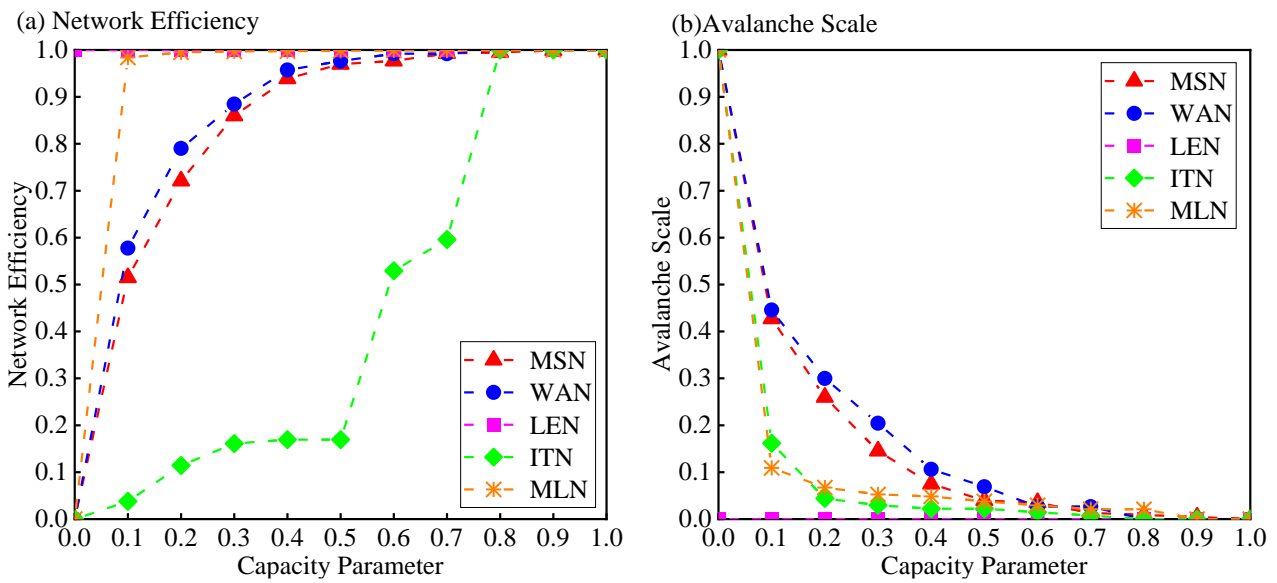 (a) Network Efficiency
1.0
0.9
0.8
0.7
0.6
0.5
0.4
0.3
0.2
0.1
0.0
Network Efficiency
MSN
WAN
LEN
ITN
MLN
0.0 0.1 0.2 0.3 0.4 0.5 0.6 0.7 0.8 0.9 1.0
Capacity Parameter
(b)Avalanche Scale
1.0
0.9
0.8
0.7
0.6
0.5
0.4
0.3
0.2
0.1
0.0
Avalanche Scale
MSN
WAN
LEN
ITN
MLN
0.0 0.1 0.2 0.3 0.4 0.5 0.6 0.7 0.8 0.9 1.0
Capacity Parameter